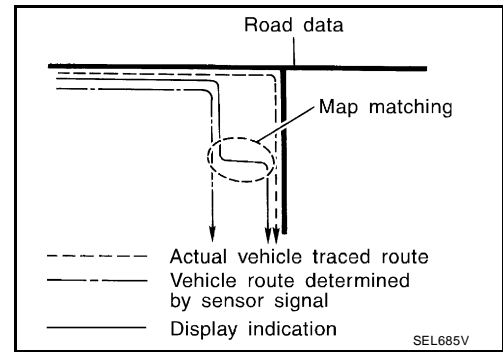 Road data
Map matching
Actual vehicle traced route
Vehicle route determined
by sensor signal
Display indication
SEL685V